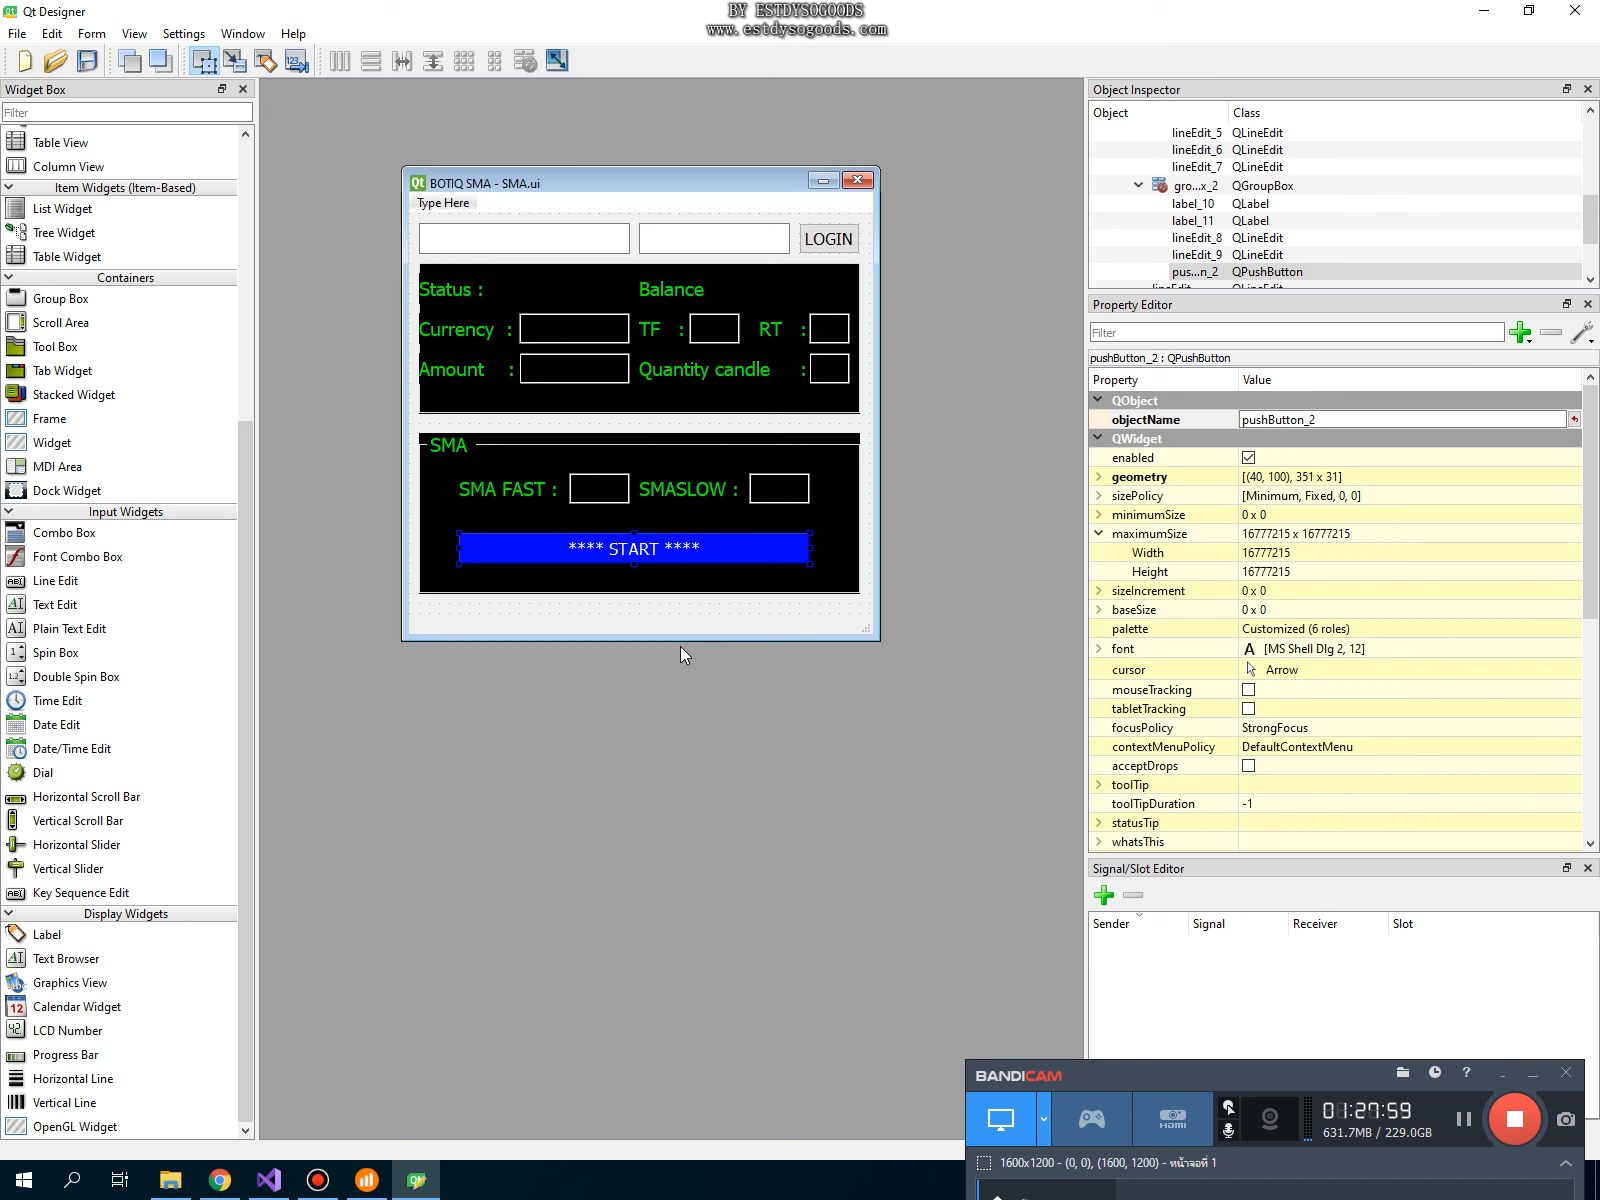 Qt Designer
BY ESTDYSOGOODS
www.estdysogoods.com
File Edit Form View Settings Window Help
Widget Box
Filter
Table View
Column View
Item Widgets (Item-Based)
List Widget
Tree Widget
Table Widget
Containers
Group Box
Scroll Area
Tool Box
Tab Widget
Stacked Widget
Frame
Widget
MDI Area
Dock Widget
Input Widgets
Combo Box
Font Combo Box
Line Edit
Text Edit
Plain Text Edit
Spin Box
Double Spin Box
Time Edit
Date Edit
Date/Time Edit
Dial
Horizontal Scroll Bar
Vertical Scroll Bar
Horizontal Slider
Vertical Slider
Key Sequence Edit
Display Widgets
Label
Text Browser
Graphics View
Calendar Widget
LCD Number
Progress Bar
Horizontal Line
Vertical Line
OpenGL Widget
BOTIQ SMA - SMA.ui
Type Here
LOGIN
Status : Balance
Currency : TF : RT :
Amount : Quantity candle :
SMA
SMA FAST : SMASLOW :
**** START ****
Object Inspector
Object Class
lineEdit_5 QLineEdit
lineEdit_6 QLineEdit
lineEdit_7 QLineEdit
gro...x_2 QGroupBox
label_10 QLabel
label_11 QLabel
lineEdit_8 QLineEdit
lineEdit_9 QLineEdit
pus...n_2 QPushButton
Property Editor
Filter
pushButton_2 : QPushButton
Property Value
QObject
objectName pushButton_2
QWidget
enabled
geometry [(40, 100), 351 x 31]
sizePolicy [Minimum, Fixed, 0, 0]
minimumSize 0 x 0
maximumSize 16777215 x 16777215
Width 16777215
Height 16777215
sizeIncrement 0 x 0
baseSize 0 x 0
palette Customized (6 roles)
font A [MS Shell Dlg 2, 12]
cursor Arrow
mouseTracking
tabletTracking
focusPolicy StrongFocus
contextMenuPolicy DefaultContextMenu
acceptDrops
toolTip
toolTipDuration -1
statusTip
whatsThis
Signal/Slot Editor
Sender Signal Receiver Slot
BANDICAM
HDMI
01:27:59
631.7MB / 229.0GB
1600x1200 - (0, 0), (1600, 1200) - หน้าจอที่ 1